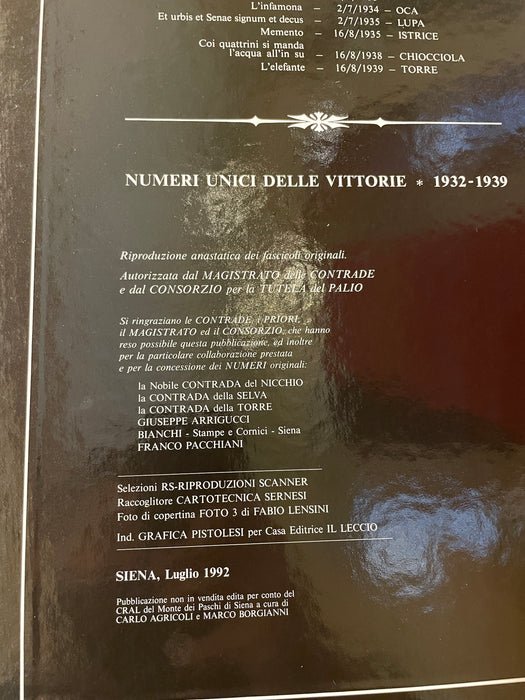 L'infamona – 2/7/1934 – OCA
Et urbis et Senae signum et decus – 2/7/1935 – LUPA
Memento – 16/8/1935 – ISTRICE
Coi quattrini si manda
l'acqua all'in su – 16/8/1938 – CHIOCCIOLA
L'elefante – 16/8/1939 – TORRE
NUMERI UNICI DELLE VITTORIE * 1932-1939
Riproduzione anastatica dei fascicoli originali.
Autorizzata dal MAGISTRATO delle CONTRADE
e dal CONSORZIO per la TUTELA del PALIO
Si ringraziano le CONTRADE, i PRIORI,
il MAGISTRATO ed il CONSORZIO, che hanno
reso possibile questa pubblicazione, ed inoltre
per la particolare collaborazione prestata
e per la concessione dei NUMERI originali:
la Nobile CONTRADA del NICCHIO
la CONTRADA della SELVA
la CONTRADA della TORRE
GIUSEPPE ARRIGUCCI
BIANCHI - Stampe e Cornici - Siena
FRANCO PACCHIANI
Selezioni RS-RIPRODUZIONI SCANNER
Raccoglitore CARTOTECNICA SERNESI
Foto di copertina FOTO 3 di FABIO LENSINI
Ind. GRAFICA PISTOLESI per Casa Editrice IL LECCIO
SIENA, Luglio 1992
Pubblicazione non in vendita edita per conto del
CRAL del Monte dei Paschi di Siena a cura di
CARLO AGRICOLI e MARCO BORGIANNI